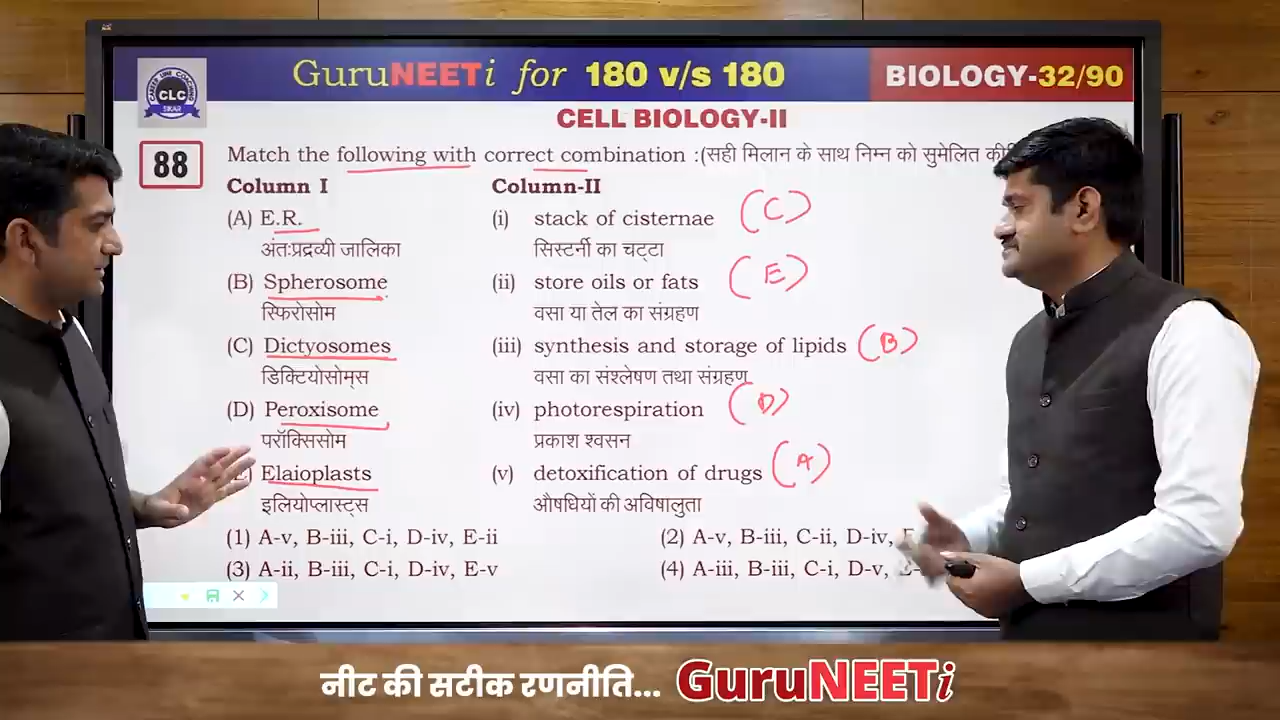 GuruNEETi for 180 v/s 180
BIOLOGY-32/90
CAREER LINE COACHING
CLC
SIKAR
CELL BIOLOGY-II
88
Match the following with correct combination :(सही मिलान के साथ निम्न को सुमेलित
Column I Column-II
(A) E.R. (i) stack of cisternae (C)
अंतःप्रद्रव्यी जालिका सिस्टर्नी का चट्टा
(B) Spherosome (ii) store oils or fats (E)
स्फिरोसोम वसा या तेल का संग्रहण
(C) Dictyosomes (iii) synthesis and storage of lipids (B)
डिक्टियोसोम्स वसा का संश्लेषण तथा संग्रहण
(D) Peroxisome (iv) photorespiration (D)
परॉक्सिसोम प्रकाश श्वसन
Elaioplasts (v) detoxification of drugs (A)
इलियोप्लास्ट्स औषधियों की अविषालुता
(1) A-v, B-iii, C-i, D-iv, E-ii (2) A-v, B-iii, C-ii, D-iv,
(3) A-ii, B-iii, C-i, D-iv, E-v (4) A-iii, B-iii, C-i, D-v,
नीट की सटीक रणनीति... GuruNEETi